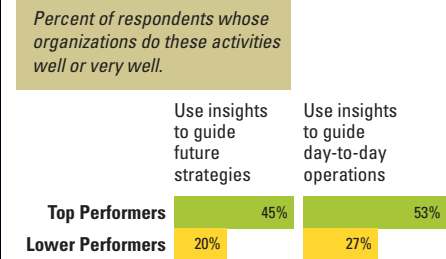 Percent of respondents whose
organizations do these activities
well or very well.
Use insights
to guide
future
strategies
Use insights
to guide
day-to-day
operations
Top Performers 45% 53%
Lower Performers 20% 27%